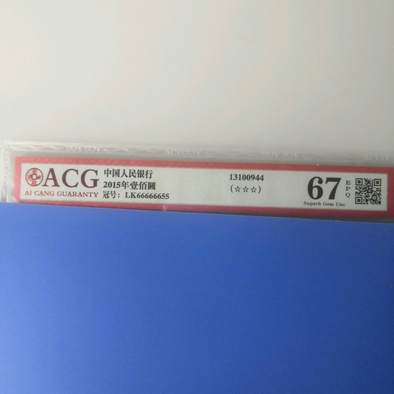 ACG
AI CANG GUARANTY
中国人民银行
2015年壹佰圆
冠号：LK66666655
13100944
(☆☆☆)
67
EPQ
Superb Gem Unc